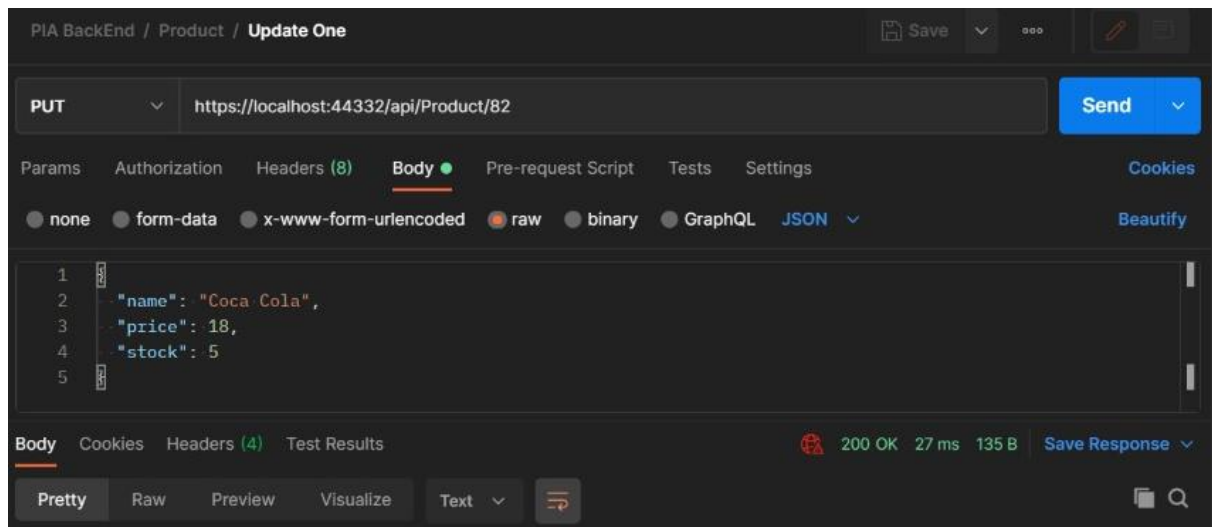 PIA BackEnd / Product / Update One Save ooo
PUT https://localhost:44332/api/Product/82 Send
Params Authorization Headers (8) Body Pre-request Script Tests Settings Cookies
none form-data x-www-form-urlencoded raw binary GraphQL JSON Beautify
1 {
2 "name": "Coca Cola",
3 "price": 18,
4 "stock": 5
5 }
Body Cookies Headers (4) Test Results 200 OK 27 ms 135 B Save Response
Pretty Raw Preview Visualize Text